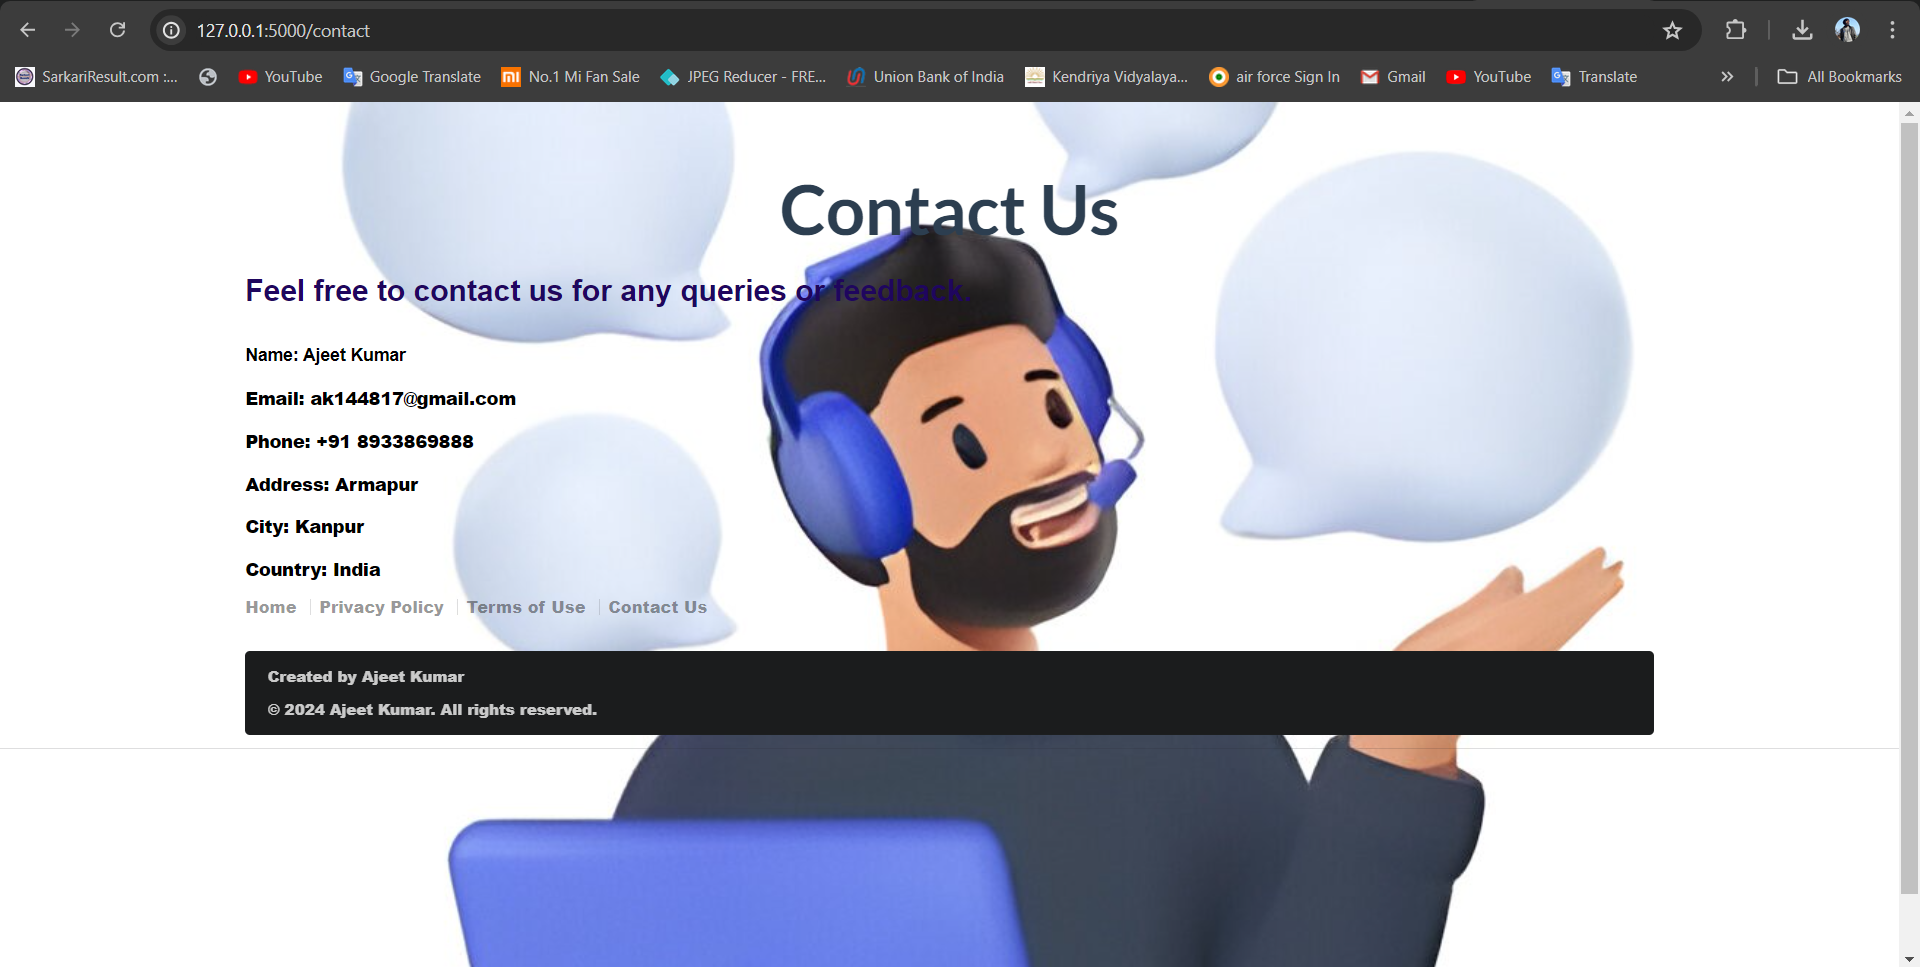 127.0.0.1:5000/contact
SarkariResult.com :... YouTube Google Translate No.1 Mi Fan Sale JPEG Reducer - FRE... Union Bank of India Kendriya Vidyalaya... air force Sign In Gmail YouTube Translate All Bookmarks
Contact Us
Feel free to contact us for any queries or feedback.
Name: Ajeet Kumar
Email: ak144817@gmail.com
Phone: +91 8933869888
Address: Armapur
City: Kanpur
Country: India
Home Privacy Policy Terms of Use Contact Us
Created by Ajeet Kumar
© 2024 Ajeet Kumar. All rights reserved.